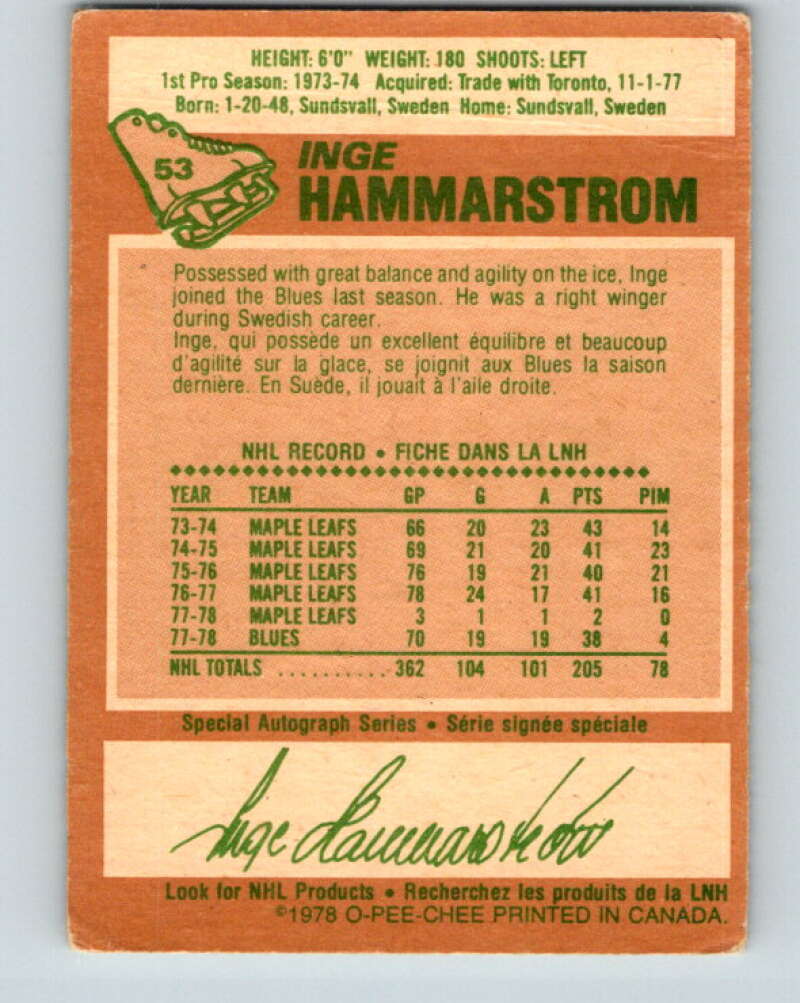 HEIGHT: 6'0" WEIGHT: 180 SHOOTS: LEFT
1st Pro Season: 1973-74 Acquired: Trade with Toronto, 11-1-77
Born: 1-20-48, Sundsvall, Sweden Home: Sundsvall, Sweden
53
INGE
HAMMARSTROM
Possessed with great balance and agility on the ice, Inge
joined the Blues last season. He was a right winger
during Swedish career.
Inge, qui possède un excellent équilibre et beaucoup
d'agilité sur la glace, se joignit aux Blues la saison
dernière. En Suède, il jouait à l'aile droite.
NHL RECORD • FICHE DANS LA LNH
YEAR TEAM GP G A PTS PIM
73-74 MAPLE LEAFS 66 20 23 43 14
74-75 MAPLE LEAFS 69 21 20 41 23
75-76 MAPLE LEAFS 76 19 21 40 21
76-77 MAPLE LEAFS 78 24 17 41 16
77-78 MAPLE LEAFS 3 1 1 2 0
77-78 BLUES 70 19 19 38 4
NHL TOTALS .......... 362 104 101 205 78
Special Autograph Series • Série signée spéciale
Inge Hammarström
Look for NHL Products • Recherchez les produits de la LNH
©1978 O-PEE-CHEE PRINTED IN CANADA.